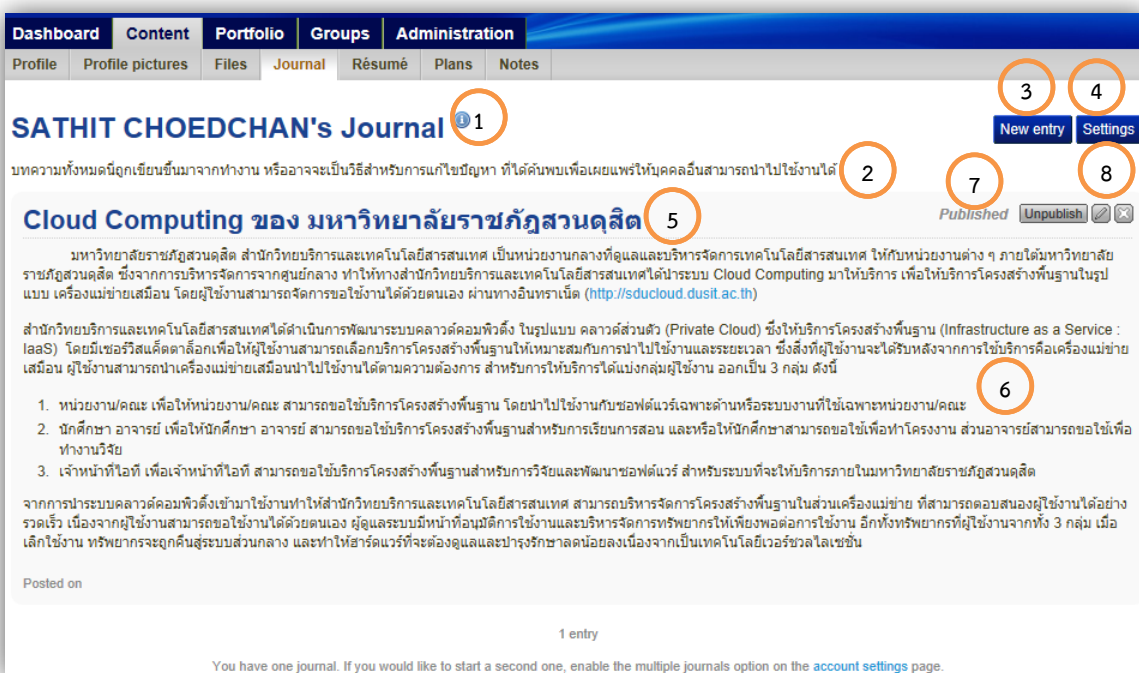 Dashboard Content Portfolio Groups Administration
Profile Profile pictures Files Journal Résumé Plans Notes
3 4
SATHIT CHOEDCHAN's Journal 1
New entry Settings
บทความทั้งหมดนี้ถูกเขียนขึ้นมาจากทำงาน หรืออาจจะเป็นวิธีสำหรับการแก้ไขปัญหา ที่ได้ค้นพบเพื่อเผยแพร่ให้บุคคลอื่นสามารถนำไปใช้งานได้ 2
7 8
Cloud Computing ของ มหาวิทยาลัยราชภัฎสวนดุสิต 5
Published Unpublish
มหาวิทยาลัยราชภัฏสวนดุสิต สำนักวิทยบริการและเทคโนโลยีสารสนเทศ เป็นหน่วยงานกลางที่ดูแลและบริหารจัดการเทคโนโลยีสารสนเทศ ให้กับหน่วยงานต่าง ๆ ภายใต้มหาวิทยาลัย
ราชภัฏสวนดุสิต ซึ่งจากการบริหารจัดการจากศูนย์กลาง ทำให้ทางสำนักวิทยบริการและเทคโนโลยีสารสนเทศได้นำระบบ Cloud Computing มาให้บริการ เพื่อให้บริการโครงสร้างพื้นฐานในรูป
แบบ เครื่องแม่ข่ายเสมือน โดยผู้ใช้งานสามารถจัดการขอใช้งานได้ด้วยตนเอง ผ่านทางอินทราเน็ต (http://sducloud.dusit.ac.th)
สำนักวิทยบริการและเทคโนโลยีสารสนเทศได้ดำเนินการพัฒนาระบบคลาวด์คอมพิวติ้ง ในรูปแบบ คลาวด์ส่วนตัว (Private Cloud) ซึ่งให้บริการโครงสร้างพื้นฐาน (Infrastructure as a Service :
IaaS) โดยมีเซอร์วิสแค็ตตาล็อกเพื่อให้ผู้ใช้งานสามารถเลือกบริการโครงสร้างพื้นฐานให้เหมาะสมกับการนำไปใช้งานและระยะเวลา ซึ่งสิ่งที่ผู้ใช้งานจะได้รับหลังจากการใช้บริการคือเครื่องแม่ข่าย
เสมือน ผู้ใช้งานสามารถนำเครื่องแม่ข่ายเสมือนนำไปใช้งานได้ตามความต้องการ สำหรับการให้บริการได้แบ่งกลุ่มผู้ใช้งาน ออกเป็น 3 กลุ่ม ดังนี้
6
1. หน่วยงาน/คณะ เพื่อให้หน่วยงาน/คณะ สามารถขอใช้บริการโครงสร้างพื้นฐาน โดยนำไปใช้งานกับซอฟต์แวร์เฉพาะด้านหรือระบบงานที่ใช้เฉพาะหน่วยงาน/คณะ
2. นักศึกษา อาจารย์ เพื่อให้นักศึกษา อาจารย์ สามารถขอใช้บริการโครงสร้างพื้นฐานสำหรับการเรียนการสอน และหรือให้นักศึกษาสามารถขอใช้เพื่อทำโครงงาน ส่วนอาจารย์สามารถขอใช้เพื่อ
ทำงานวิจัย
3. เจ้าหน้าที่ไอที เพื่อเจ้าหน้าที่ไอที สามารถขอใช้บริการโครงสร้างพื้นฐานสำหรับการวิจัยและพัฒนาซอฟต์แวร์ สำหรับระบบที่จะให้บริการภายในมหาวิทยาลัยราชภัฏสวนดุสิต
จากการนำระบบคลาวด์คอมพิวติ้งเข้ามาใช้งานทำให้สำนักวิทยบริการและเทคโนโลยีสารสนเทศ สามารถบริหารจัดการโครงสร้างพื้นฐานในส่วนเครื่องแม่ข่าย ที่สามารถตอบสนองผู้ใช้งานได้อย่าง
รวดเร็ว เนื่องจากผู้ใช้งานสามารถขอใช้งานได้ด้วยตนเอง ผู้ดูแลระบบมีหน้าที่อนุมัติการใช้งานและบริหารจัดการทรัพยากรให้เพียงพอต่อการใช้งาน อีกทั้งทรัพยากรที่ผู้ใช้งานจากทั้ง 3 กลุ่ม เมื่อ
เลิกใช้งาน ทรัพยากรจะถูกคืนสู่ระบบส่วนกลาง และทำให้ฮาร์ดแวร์ที่จะต้องดูแลและบำรุงรักษาลดน้อยลงเนื่องจากเป็นเทคโนโลยีเวอร์ชวลไลเซชั่น
Posted on
1 entry
You have one journal. If you would like to start a second one, enable the multiple journals option on the account settings page.